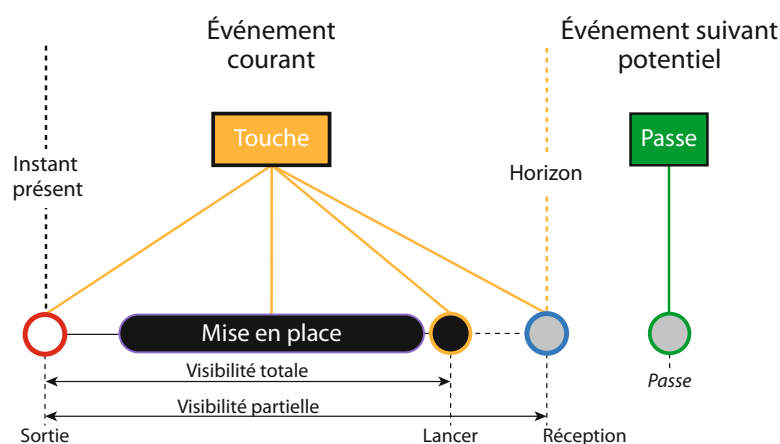 Événement
courant
Événement suivant
potentiel
Touche
Passe
Instant
présent
Horizon
Mise en place
Visibilité totale
Passe
Visibilité partielle
Sortie
Lancer
Réception